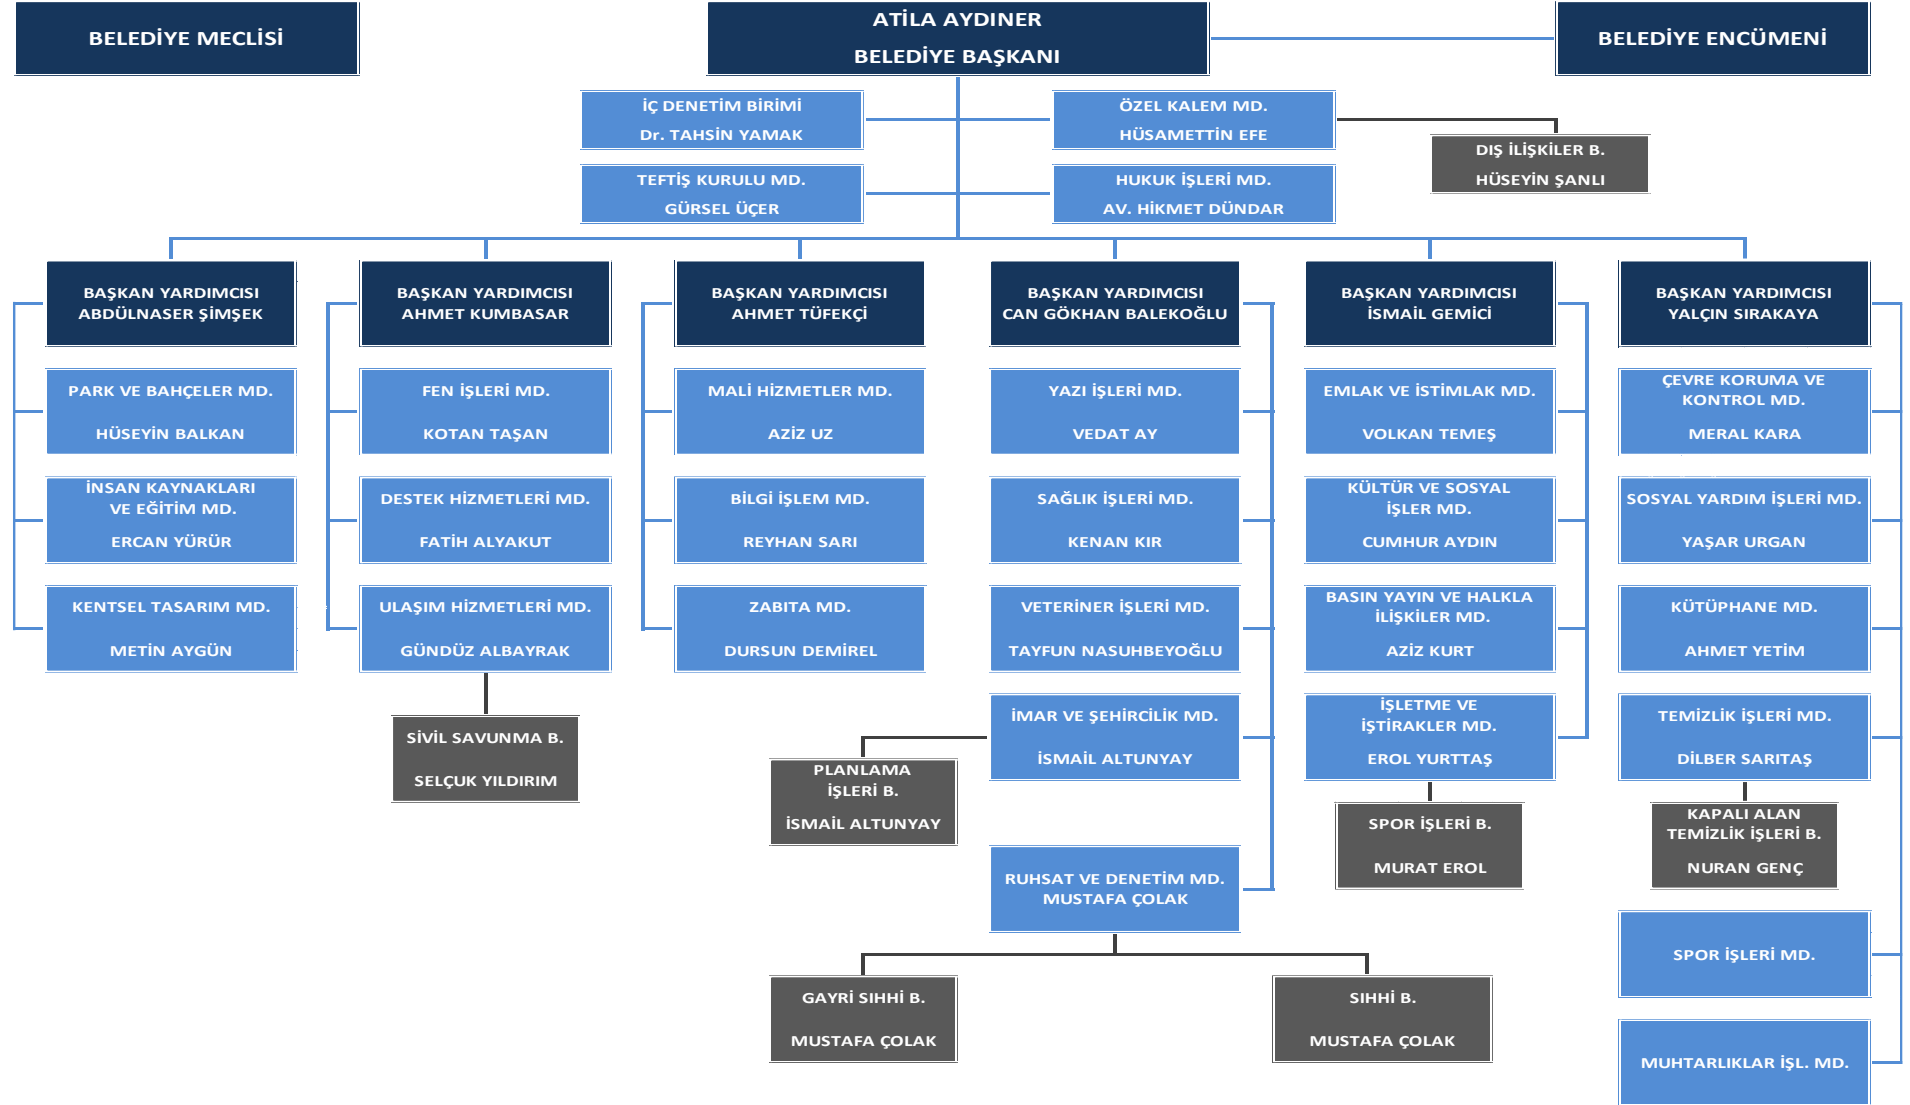 BELEDİYE MECLİSİ
ATİLA AYDINER
BELEDİYE BAŞKANI
BELEDİYE ENCÜMENİ
İÇ DENETİM BİRİMİ
Dr. TAHSİN YAMAK
ÖZEL KALEM MD.
HÜSAMETTİN EFE
DIŞ İLİŞKİLER B.
HÜSEYİN ŞANLI
TEFTİŞ KURULU MD.
GÜRSEL ÜÇER
HUKUK İŞLERİ MD.
AV. HİKMET DÜNDAR
BAŞKAN YARDIMCISI
ABDÜLNASER ŞİMŞEK
PARK VE BAHÇELER MD.
HÜSEYİN BALKAN
İNSAN KAYNAKLARI
VE EĞİTİM MD.
ERCAN YÜRÜR
KENTSEL TASARIM MD.
METİN AYGÜN
BAŞKAN YARDIMCISI
AHMET KUMBASAR
FEN İŞLERİ MD.
KOTAN TAŞAN
DESTEK HİZMETLERİ MD.
FATİH ALYAKUT
ULAŞIM HİZMETLERİ MD.
GÜNDÜZ ALBAYRAK
SİVİL SAVUNMA B.
SELÇUK YILDIRIM
BAŞKAN YARDIMCISI
AHMET TÜFEKÇİ
MALİ HİZMETLER MD.
AZİZ UZ
BİLGİ İŞLEM MD.
REYHAN SARI
ZABITA MD.
DURSUN DEMİREL
BAŞKAN YARDIMCISI
CAN GÖKHAN BALEKOĞLU
YAZI İŞLERİ MD.
VEDAT AY
SAĞLIK İŞLERİ MD.
KENAN KIR
VETERİNER İŞLERİ MD.
TAYFUN NASUHBEYOĞLU
İMAR VE ŞEHİRCİLİK MD.
İSMAİL ALTUNYAY
PLANLAMA
İŞLERİ B.
İSMAİL ALTUNYAY
RUHSAT VE DENETİM MD.
MUSTAFA ÇOLAK
GAYRİ SIHHİ B.
MUSTAFA ÇOLAK
SIHHİ B.
MUSTAFA ÇOLAK
BAŞKAN YARDIMCISI
İSMAİL GEMİCİ
EMLAK VE İSTİMLAK MD.
VOLKAN TEMEŞ
KÜLTÜR VE SOSYAL
İŞLER MD.
CUMHUR AYDIN
BASIN YAYIN VE HALKLA
İLİŞKİLER MD.
AZİZ KURT
İŞLETME VE
İŞTİRAKLER MD.
EROL YURTTAŞ
SPOR İŞLERİ B.
MURAT EROL
BAŞKAN YARDIMCISI
YALÇIN SIRAKAYA
ÇEVRE KORUMA VE
KONTROL MD.
MERAL KARA
SOSYAL YARDIM İŞLERİ MD.
YAŞAR URGAN
KÜTÜPHANE MD.
AHMET YETİM
TEMİZLİK İŞLERİ MD.
DİLBER SARITAŞ
KAPALI ALAN
TEMİZLİK İŞLERİ B.
NURAN GENÇ
SPOR İŞLERİ MD.
MUHTARLIKLAR İŞL. MD.